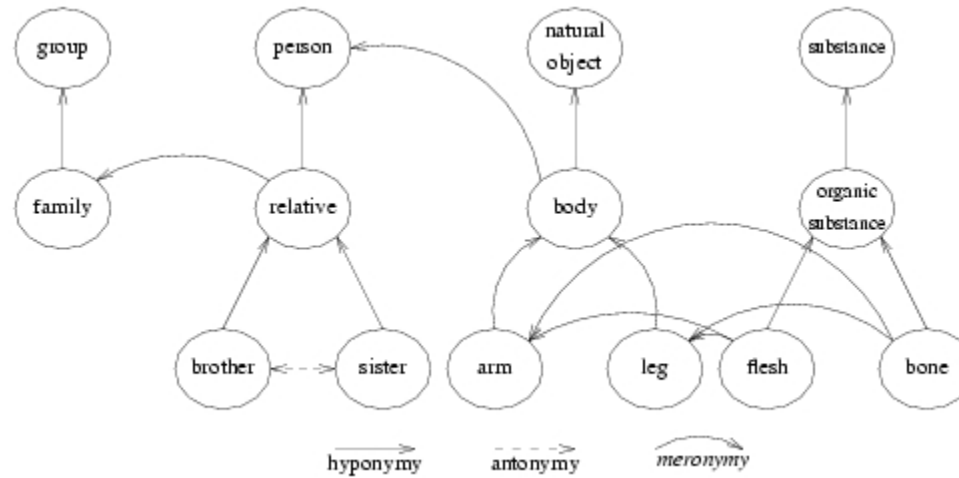 group
person
natural
object
substance
family
relative
body
organic
substance
brother
sister
arm
leg
flesh
bone
hyponymy
antonymy
meronymy